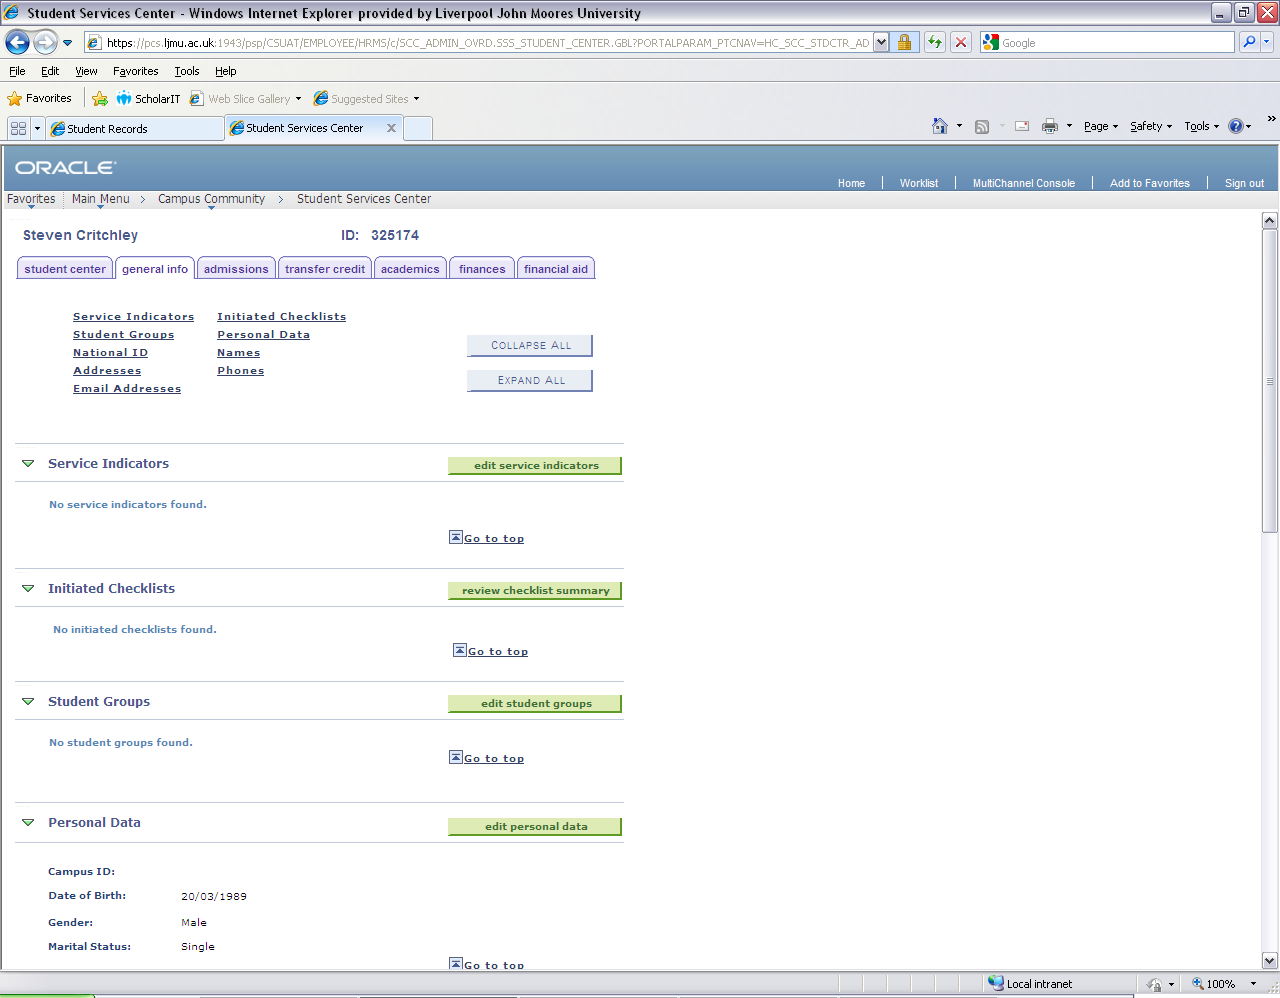 Student Services Center - Windows Internet Explorer provided by Liverpool John Moores University
https://pcs.ljmu.ac.uk:1943/psp/CSUAT/EMPLOYEE/HRMS/c/SCC_ADMIN_OVRD.SSS_STUDENT_CENTER.GBL?PORTALPARAM_PTCNAV=HC_SCC_STDCTR_AD Google
File Edit View Favorites Tools Help
Favorites ScholarIT Web Slice Gallery Suggested Sites
Student Records Student Services Center Page Safety Tools
ORACLE
Home Worklist MultiChannel Console Add to Favorites Sign out
Favorites Main Menu > Campus Community > Student Services Center
Steven Critchley ID: 325174
student center general info admissions transfer credit academics finances financial aid
Service Indicators Initiated Checklists
Student Groups Personal Data
National ID Names
Addresses Phones
Email Addresses
Collapse All
Expand All
Service Indicators edit service indicators
No service indicators found.
Go to top
Initiated Checklists review checklist summary
No initiated checklists found.
Go to top
Student Groups edit student groups
No student groups found.
Go to top
Personal Data edit personal data
Campus ID:
Date of Birth: 20/03/1989
Gender: Male
Marital Status: Single
Go to top
Local intranet 100%